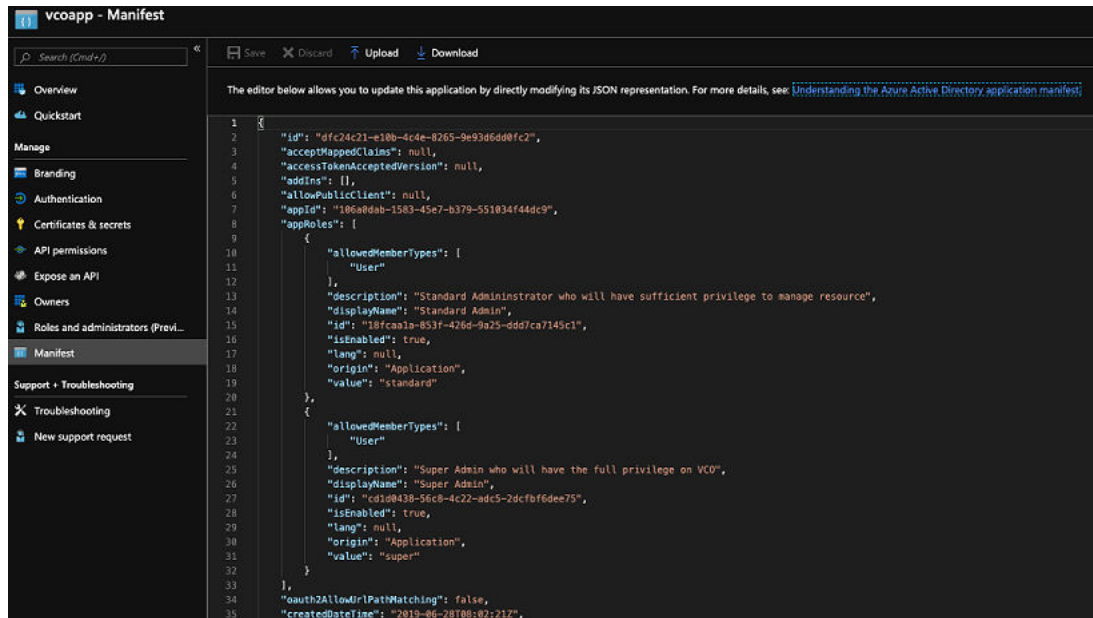 vcoapp - Manifest
Search (Cmd+/)
«
Save
Discard
Upload
Download
Overview
Quickstart
Manage
Branding
Authentication
Certificates & secrets
API permissions
Expose an API
Owners
Roles and administrators (Previ...
Manifest
Support + Troubleshooting
Troubleshooting
New support request
The editor below allows you to update this application by directly modifying its JSON representation. For more details, see: Understanding the Azure Active Directory application manifest.
1 {
2 "id": "dfc24c21-e10b-4c4e-8265-9e93d6dd0fc2",
3 "acceptMappedClaims": null,
4 "accessTokenAcceptedVersion": null,
5 "addIns": [],
6 "allowPublicClient": null,
7 "appId": "106a0dab-1583-45e7-b379-551034f44dc9",
8 "appRoles": [
9 {
10 "allowedMemberTypes": [
11 "User"
12 ],
13 "description": "Standard Admininstrator who will have sufficient privilege to manage resource",
14 "displayName": "Standard Admin",
15 "id": "18fcaa1a-853f-426d-9a25-ddd7ca7145c1",
16 "isEnabled": true,
17 "lang": null,
18 "origin": "Application",
19 "value": "standard"
20 },
21 {
22 "allowedMemberTypes": [
23 "User"
24 ],
25 "description": "Super Admin who will have the full privilege on VCO",
26 "displayName": "Super Admin",
27 "id": "cd1d0438-56c8-4c22-adc5-2dcfbf6dee75",
28 "isEnabled": true,
29 "lang": null,
30 "origin": "Application",
31 "value": "super"
32 }
33 ],
34 "oauth2AllowUrlPathMatching": false,
35 "createdDateTime": "2019-06-28T08:02:21Z",